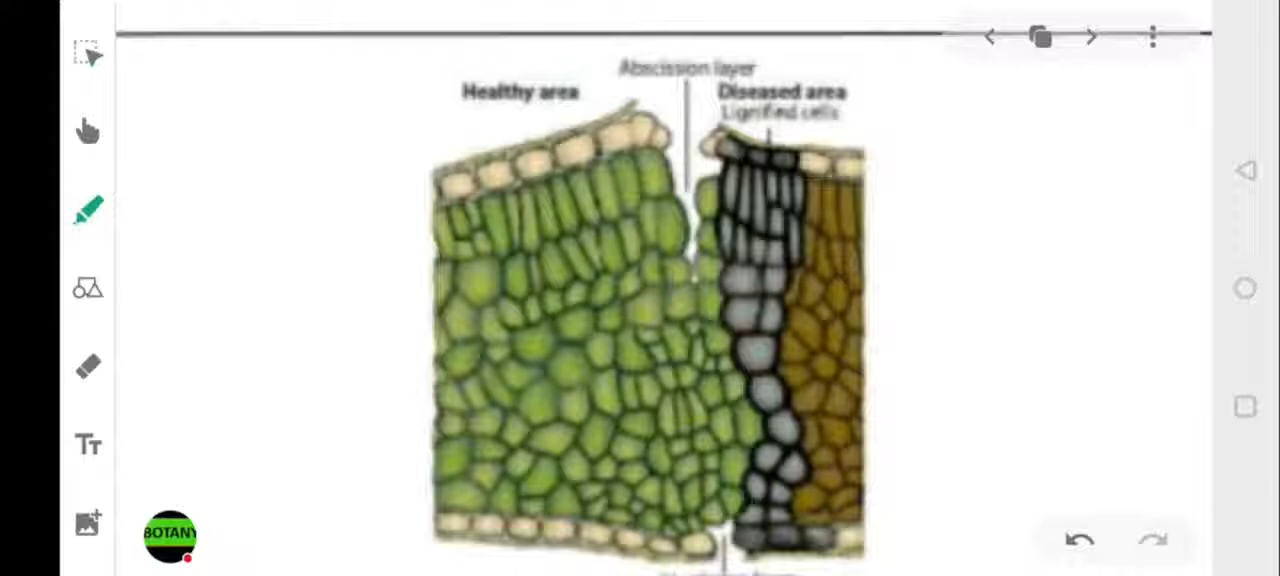 Abscission layer
Healthy area
Diseased area
Lignified cells
BOTANY